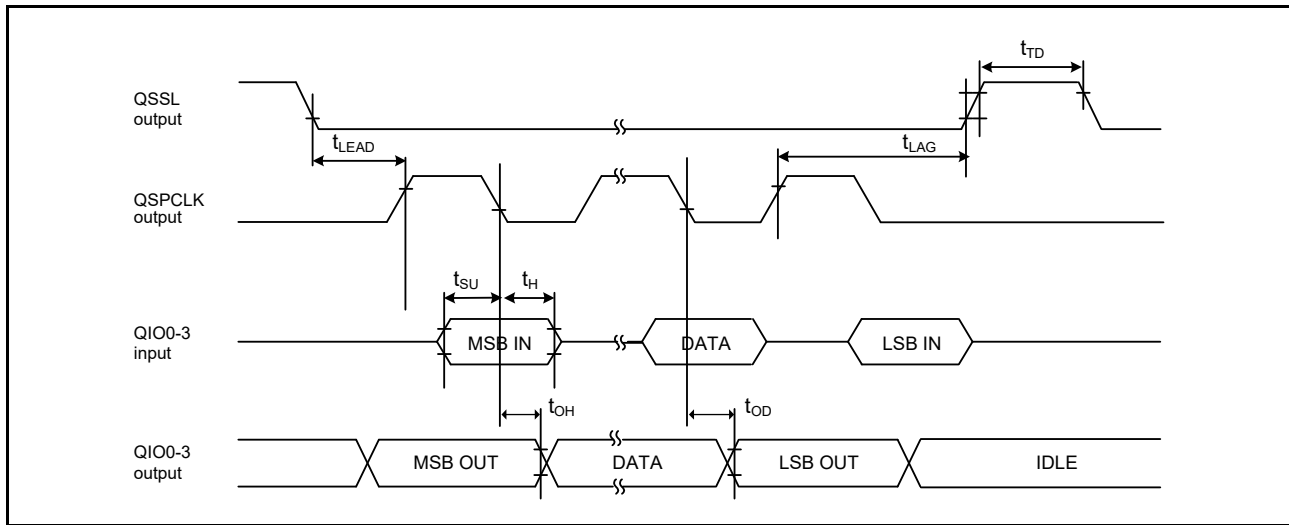 tTD
QSSL
output
tLEAD
tLAG
QSPCLK
output
tSU
tH
QIO0-3
input
MSB IN
DATA
LSB IN
tOH
tOD
QIO0-3
output
MSB OUT
DATA
LSB OUT
IDLE